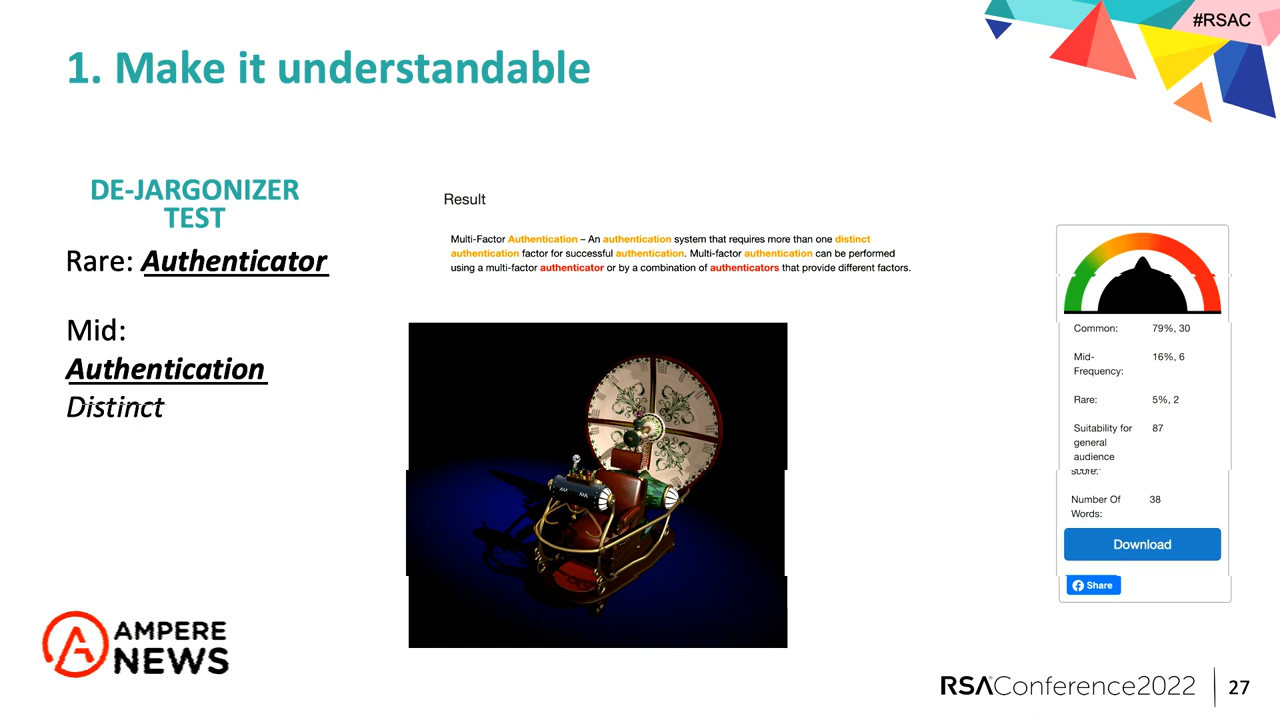 #RSAC
1. Make it understandable
DE-JARGONIZER
TEST
Rare: Authenticator
Mid:
Authentication
Distinct
Result
Multi-Factor Authentication – An authentication system that requires more than one distinct
authentication factor for successful authentication. Multi-factor authentication can be performed
using a multi-factor authenticator or by a combination of authenticators that provide different factors.
Common: 79%, 30
Mid-
Frequency: 16%, 6
Rare: 5%, 2
Suitability for
general
audience
score: 87
Number Of
Words: 38
Download
Share
AMPERE
NEWS
RSAConference2022
27